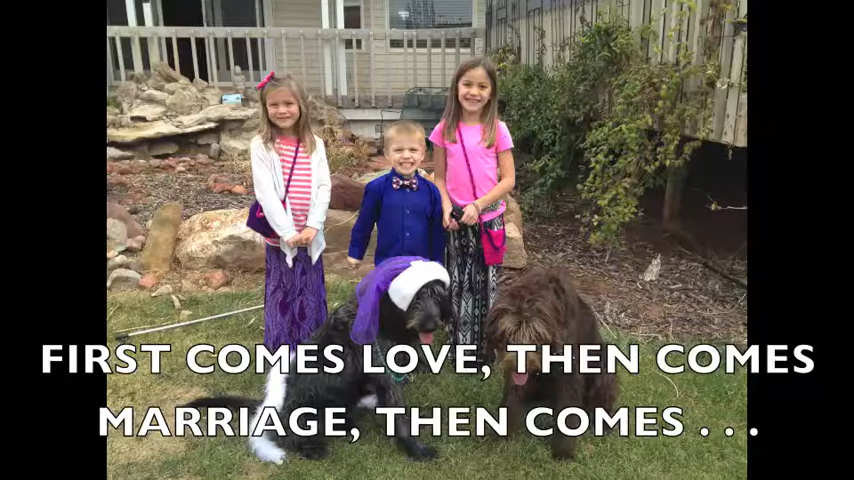 FIRST COMES LOVE, THEN COMES
MARRIAGE, THEN COMES . . .